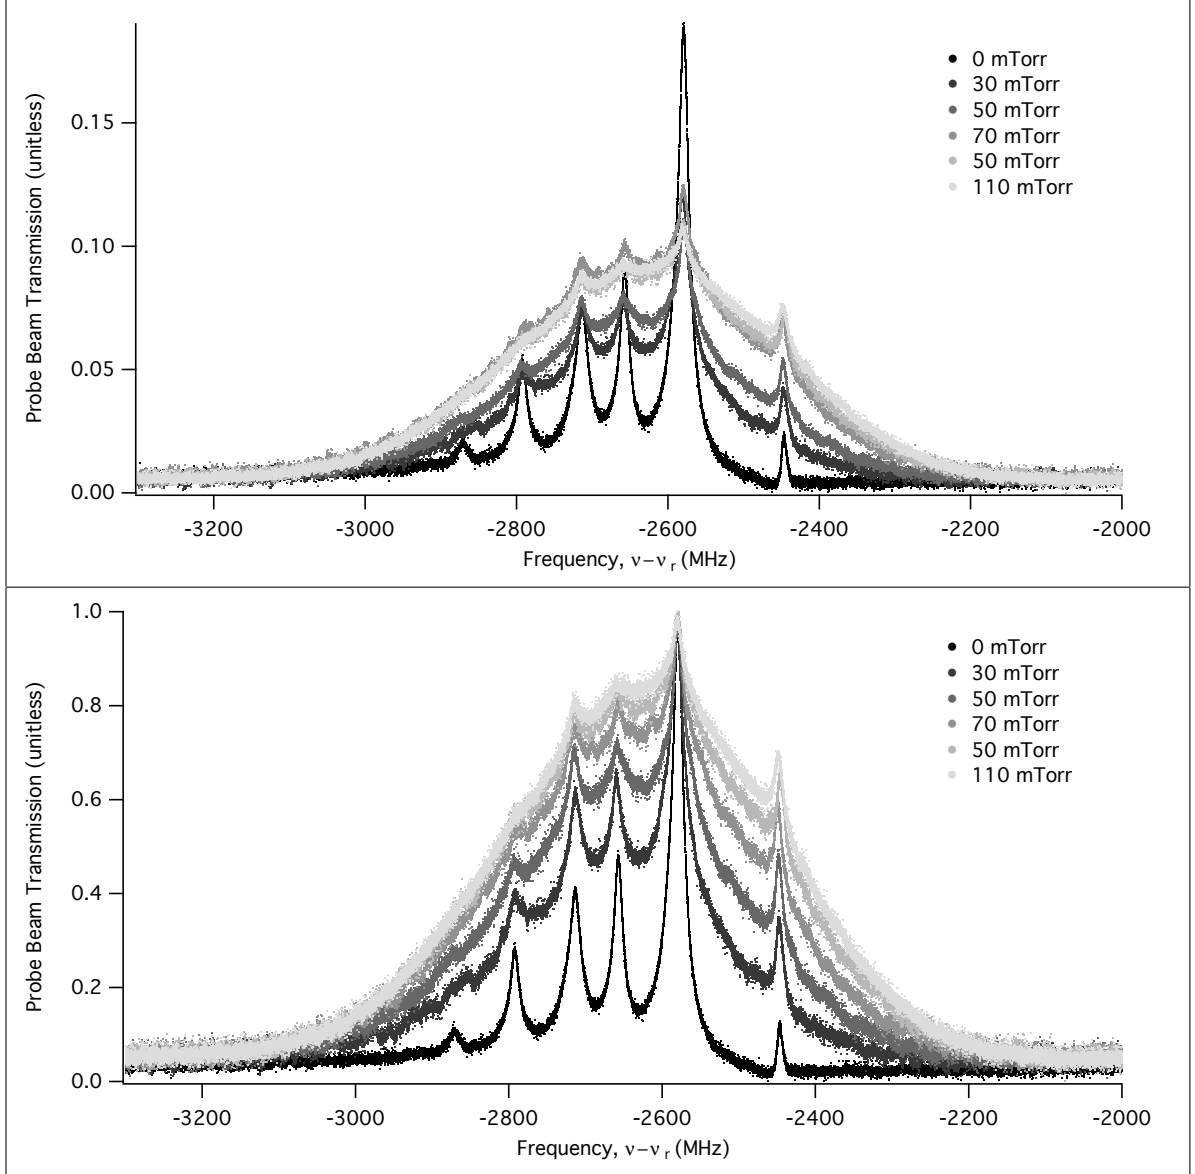 Probe Beam Transmission (unitless)
0.15
0.10
0.05
0.00
0 mTorr
30 mTorr
50 mTorr
70 mTorr
50 mTorr
110 mTorr
-3200 -3000 -2800 -2600 -2400 -2200 -2000
Frequency, ν–νr (MHz)
Probe Beam Transmission (unitless)
1.0
0.8
0.6
0.4
0.2
0.0
0 mTorr
30 mTorr
50 mTorr
70 mTorr
50 mTorr
110 mTorr
-3200 -3000 -2800 -2600 -2400 -2200 -2000
Frequency, ν–νr (MHz)